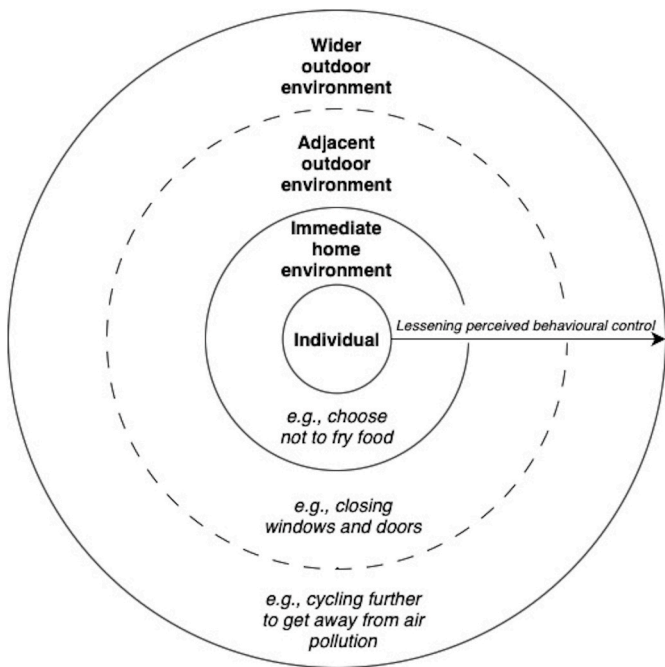 Wider
outdoor
environment
Adjacent
outdoor
environment
Immediate
home
environment
Individual
Lessening perceived behavioural control
e.g., choose
not to fry food
e.g., closing
windows and doors
e.g., cycling further
to get away from air
pollution